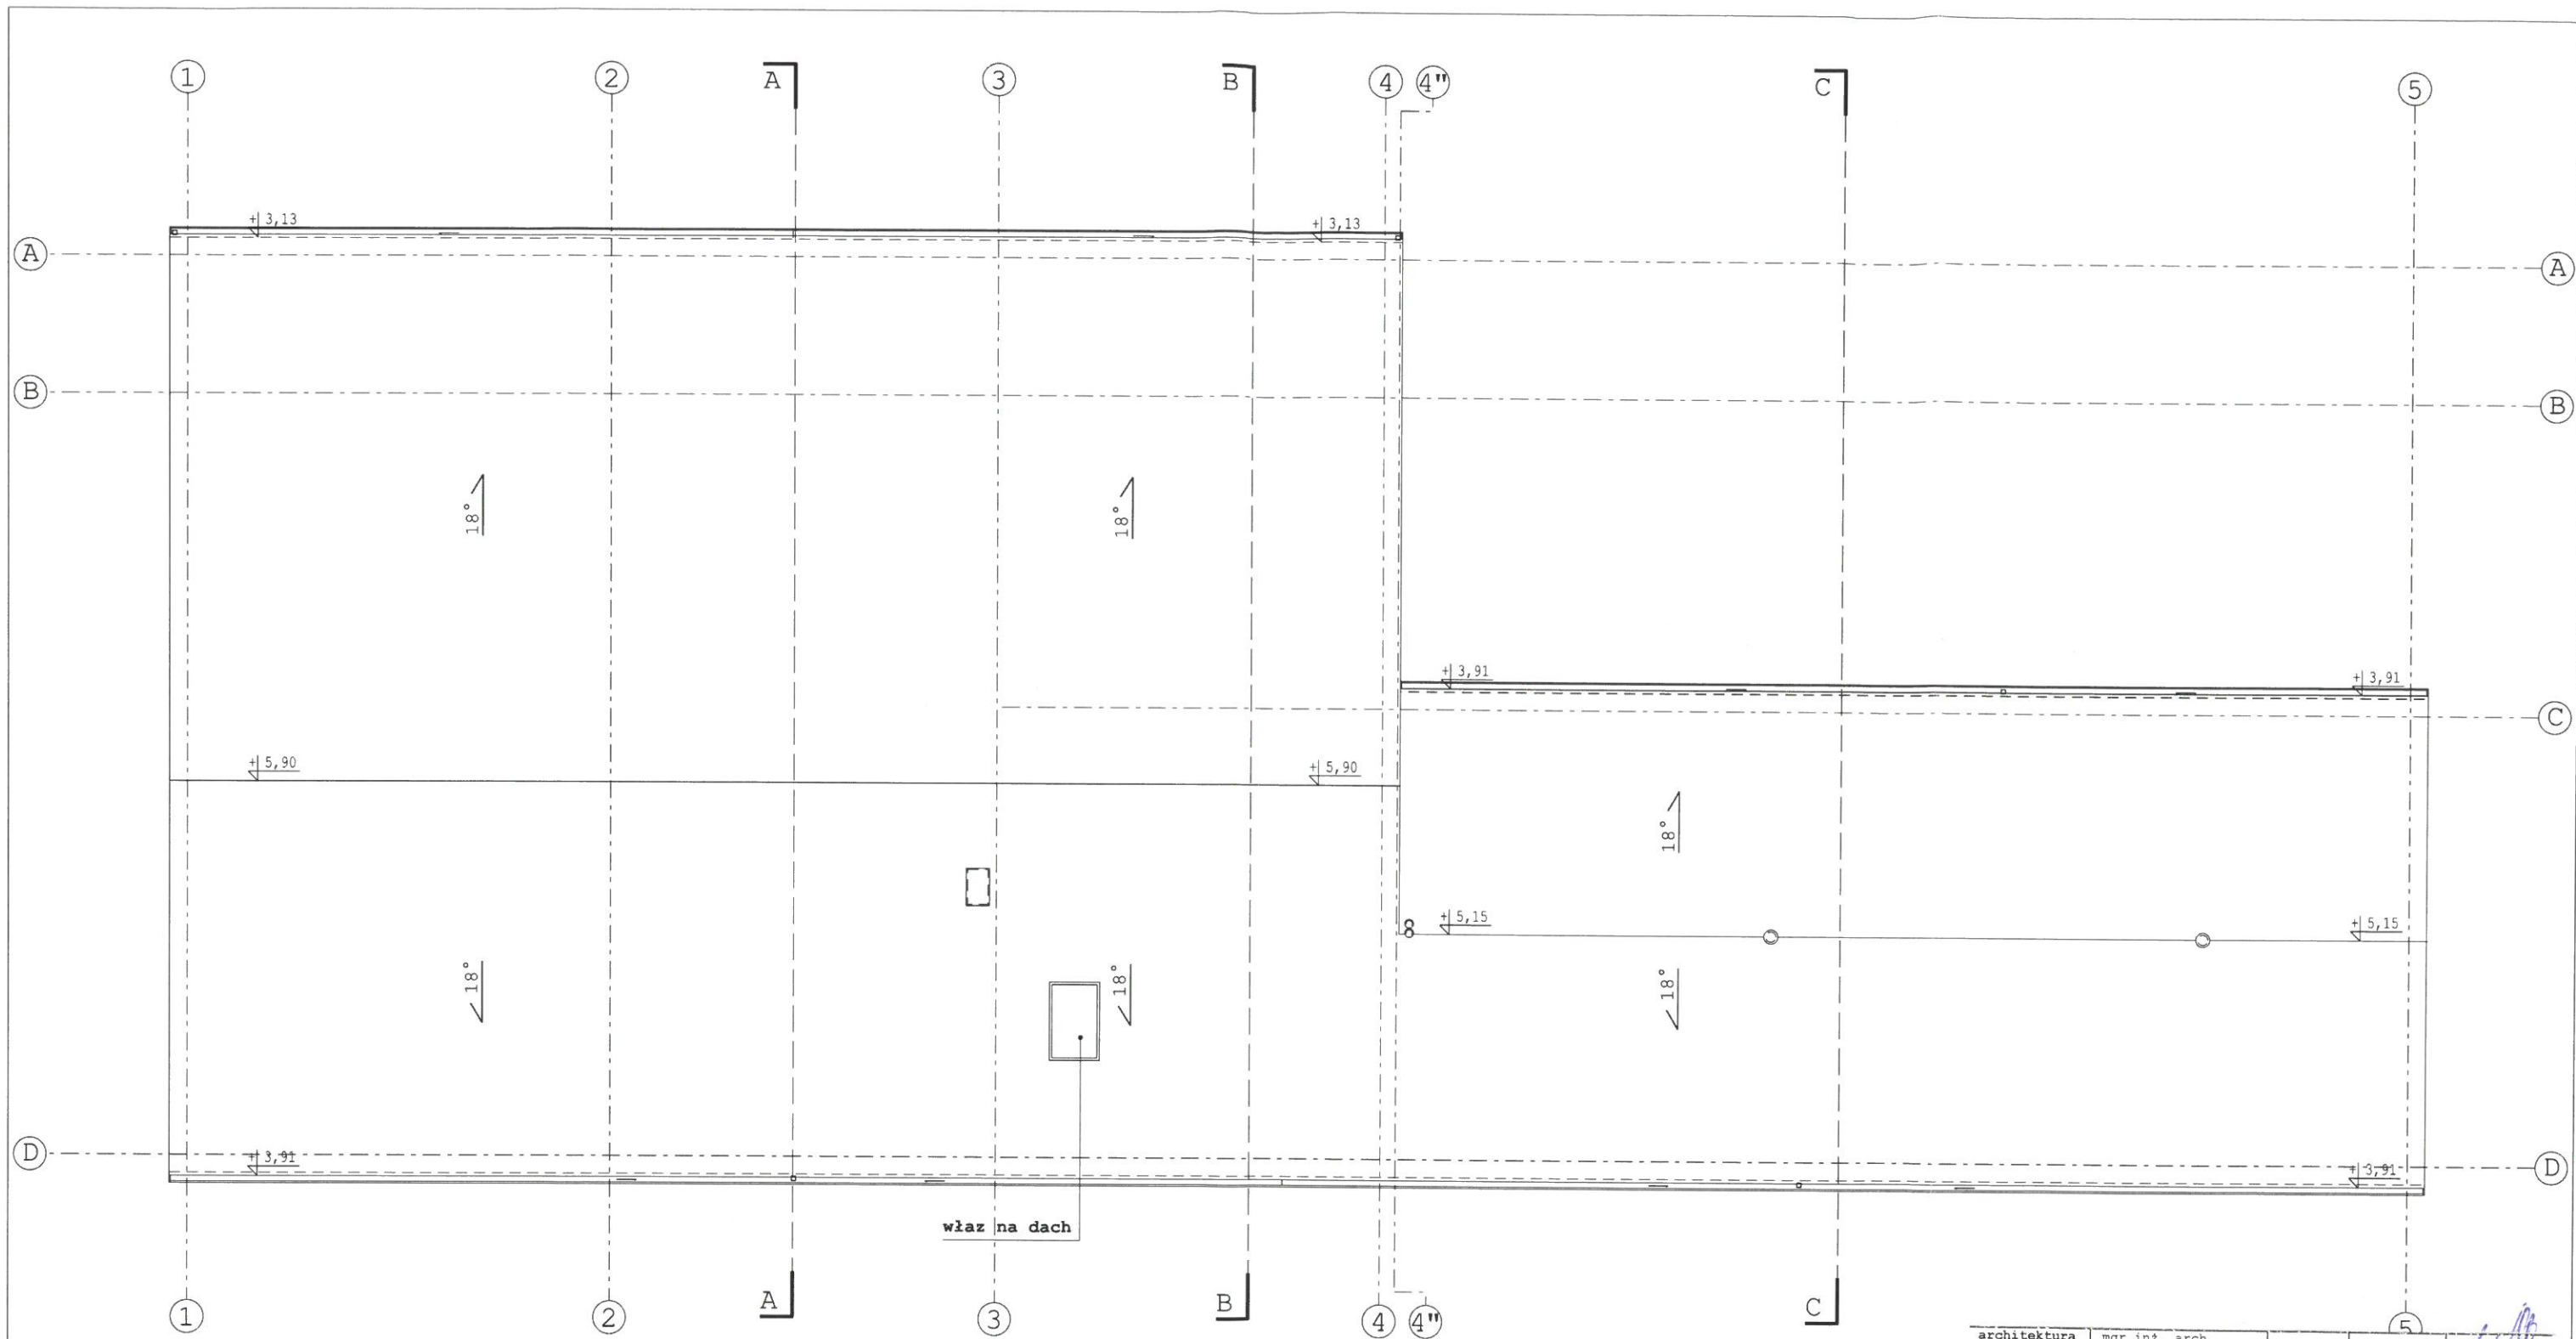 1 2 A 3 B 4 4" C 5
+ 3,13 + 3,13
A A
B B
18° 18°
+ 3,91 + 3,91
C
+ 5,90 + 5,90
18°
+ 5,15 + 5,15
18° 18° 18°
D + 3,91 + 3,91 D
właz na dach
1 2 A 3 B 4 4" C 5
architektura mgr inż. arch.